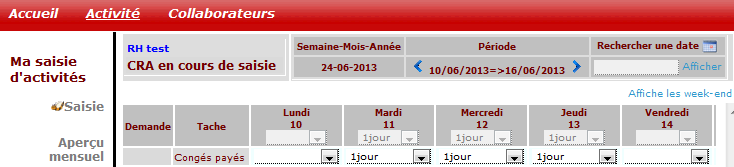 Accueil Activité Collaborateurs
Ma saisie d'activités
Saisie
Aperçu mensuel
RH test
CRA en cours de saisie
Semaine-Mois-Année Période Rechercher une date
24-06-2013 10/06/2013=>16/06/2013 Afficher
Affiche les week-end
Demande Tache Lundi 10 Mardi 11 Mercredi 12 Jeudi 13 Vendredi 14
1jour 1jour 1jour
Congés payés 1jour 1jour 1jour